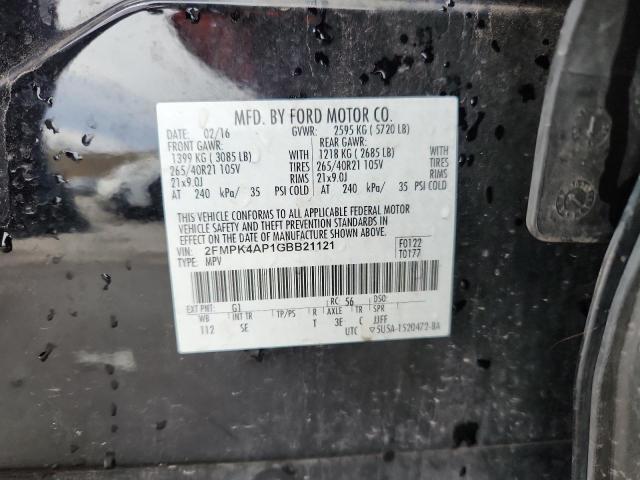 MFD. BY FORD MOTOR CO.
DATE: 02/16 GVWR: 2595 KG ( 5720 LB)
FRONT GAWR: REAR GAWR:
1399 KG ( 3085 LB) WITH 1218 KG ( 2685 LB) WITH
265/40R21 105V TIRES 265/40R21 105V TIRES
21x9.0J RIMS 21x9.0J RIMS
AT 240 kPa/ 35 PSI COLD AT 240 kPa/ 35 PSI COLD
THIS VEHICLE CONFORMS TO ALL APPLICABLE FEDERAL MOTOR
VEHICLE SAFETY AND THEFT PREVENTION STANDARDS IN
EFFECT ON THE DATE OF MANUFACTURE SHOWN ABOVE.
VIN: 2FMPK4AP1GBB21121 F0122
TYPE: MPV T0177
EXT PNT: G1 RC: 56 DSO:
WB INT TR TP/PS R AXLE TR SPR
112 SE T 3E C JJFF
UTC 5U5A-1520472-BA